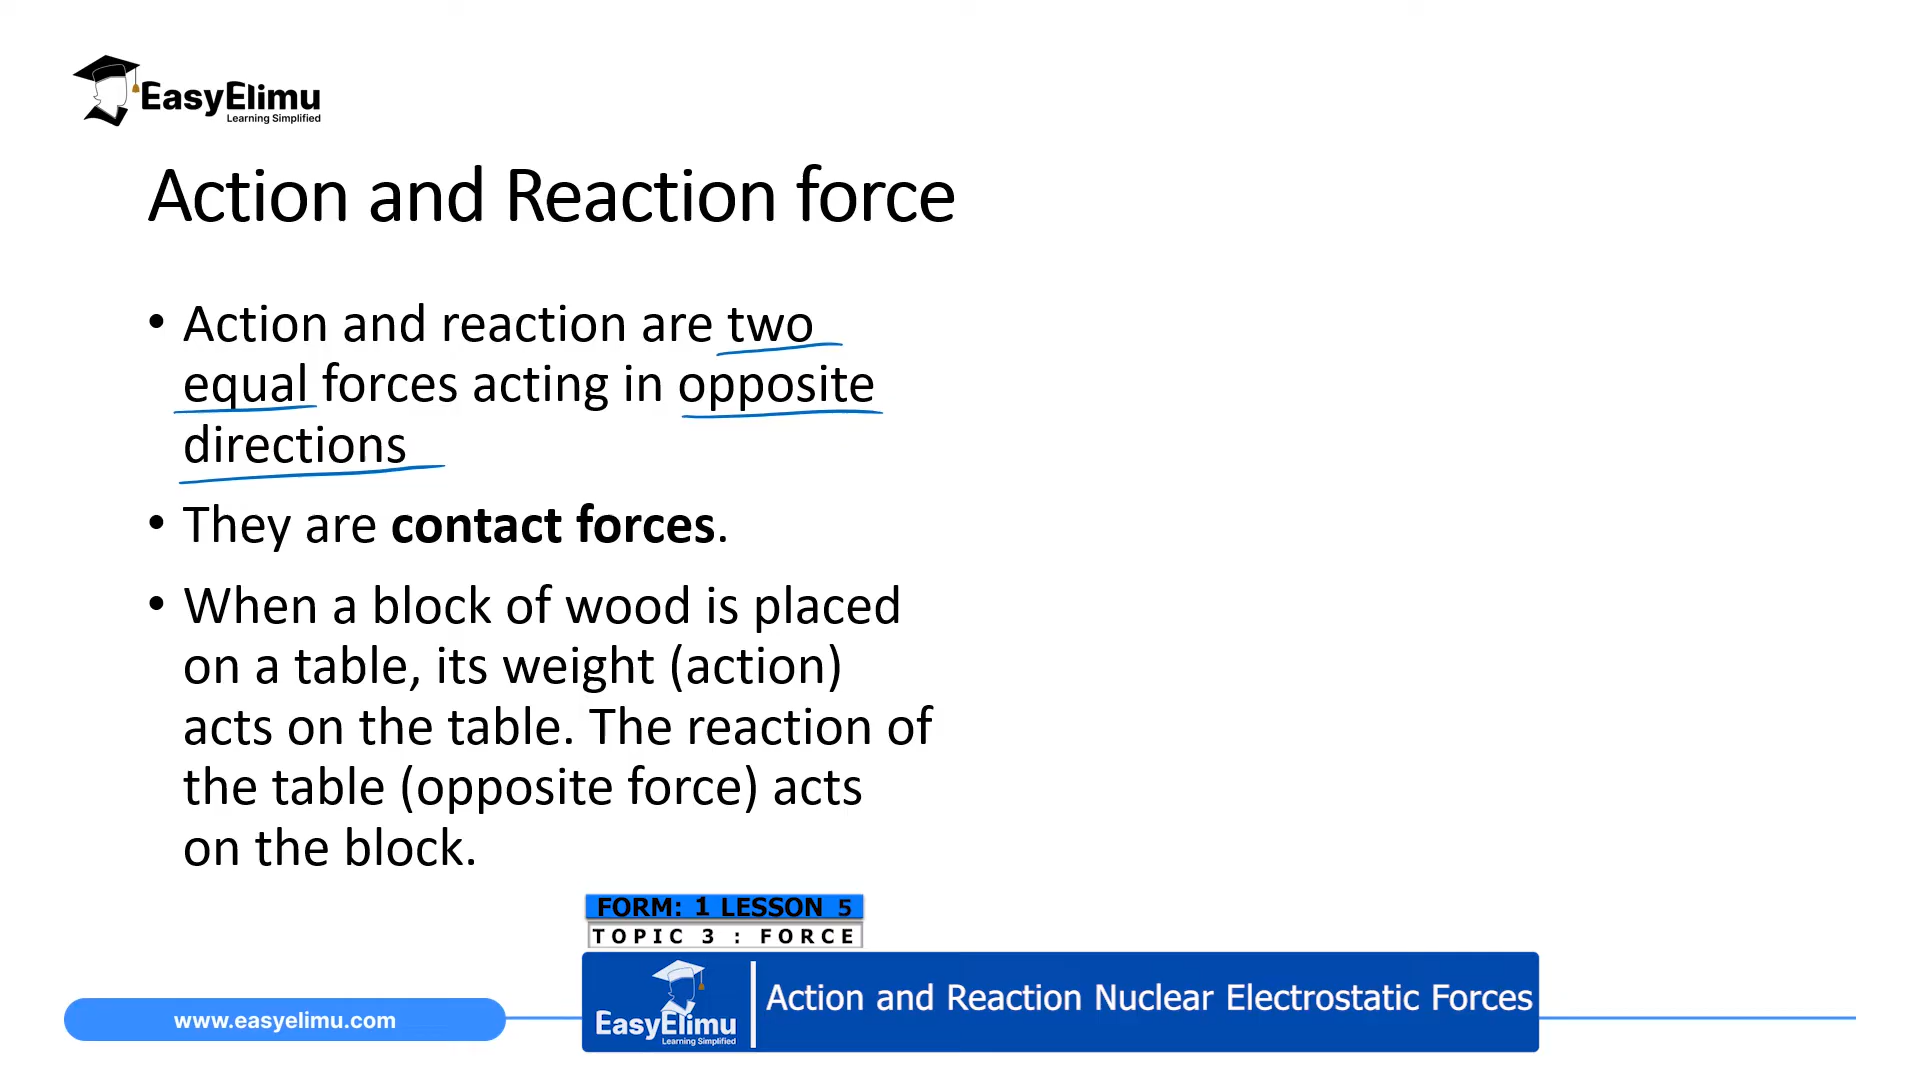 EasyElimu
Learning Simplified
Action and Reaction force
• Action and reaction are two
equal forces acting in opposite
directions
• They are contact forces.
• When a block of wood is placed
on a table, its weight (action)
acts on the table. The reaction of
the table (opposite force) acts
on the block.
FORM: 1 LESSON 5
TOPIC 3 : FORCE
Action and Reaction Nuclear Electrostatic Forces
EasyElimu
Learning Simplified
www.easyelimu.com